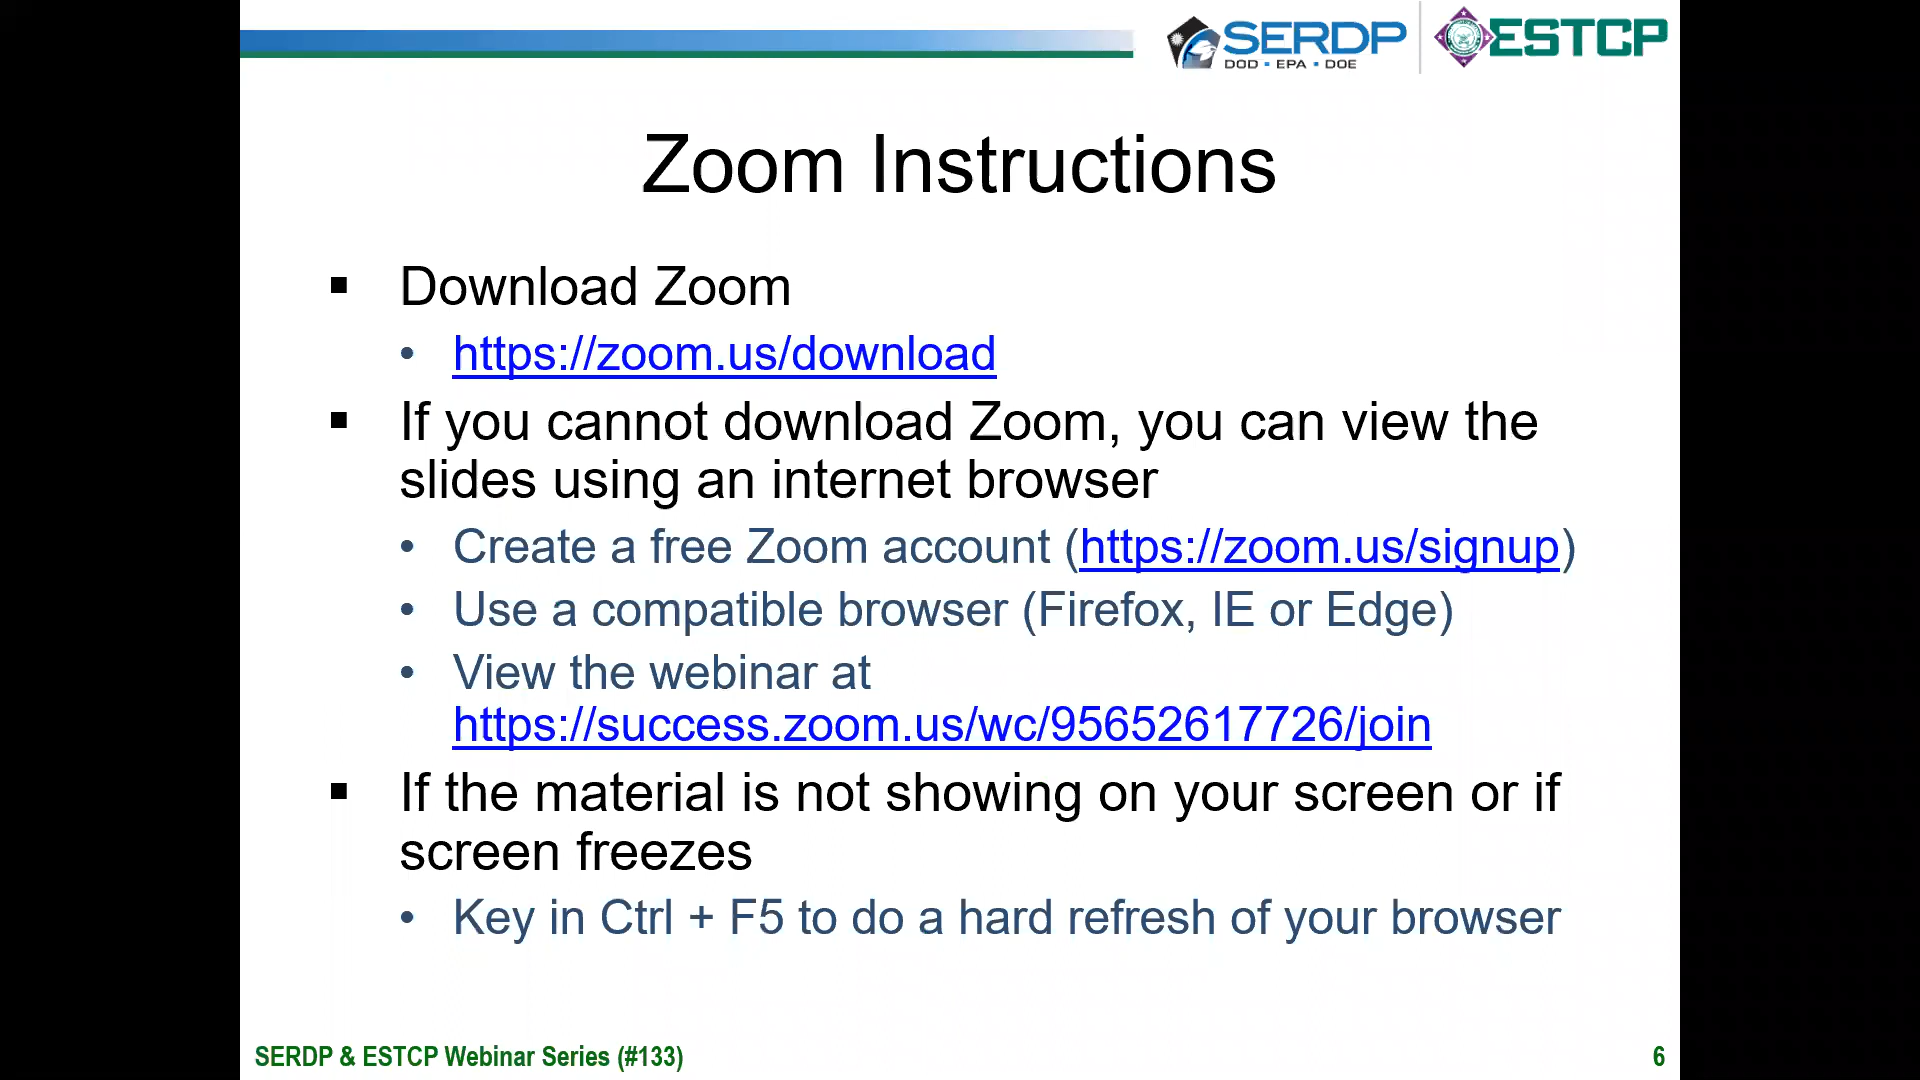 SERDP
DOD ▪ EPA ▪ DOE
ESTCP
Zoom Instructions
▪ Download Zoom
• https://zoom.us/download
▪ If you cannot download Zoom, you can view the
slides using an internet browser
• Create a free Zoom account (https://zoom.us/signup)
• Use a compatible browser (Firefox, IE or Edge)
• View the webinar at
https://success.zoom.us/wc/95652617726/join
▪ If the material is not showing on your screen or if
screen freezes
• Key in Ctrl + F5 to do a hard refresh of your browser
SERDP & ESTCP Webinar Series (#133)
6